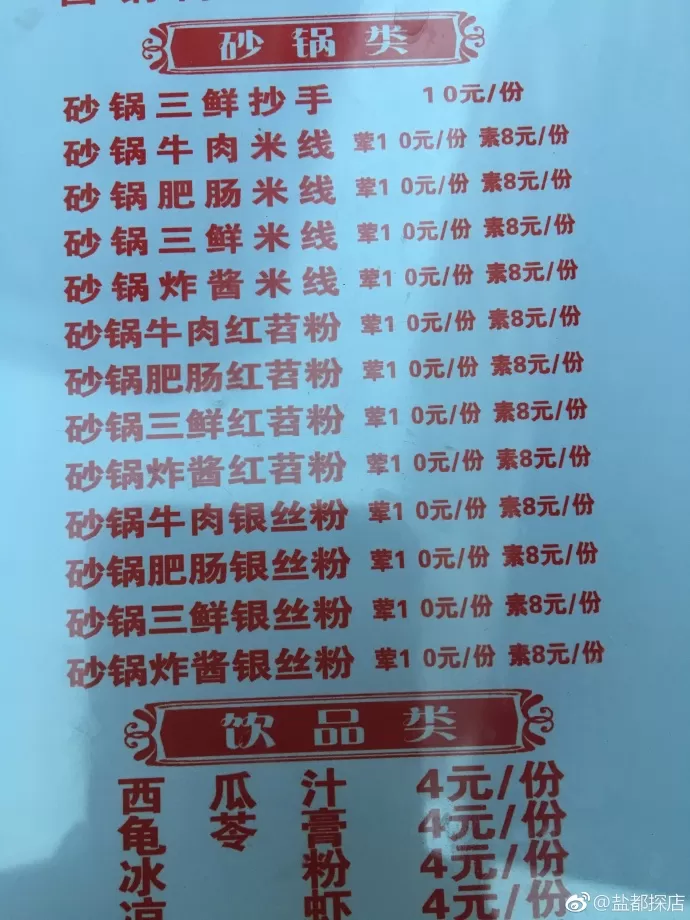 砂锅类
砂锅三鲜抄手 10元/份
砂锅牛肉米线 荤10元/份 素8元/份
砂锅肥肠米线 荤10元/份 素8元/份
砂锅三鲜米线 荤10元/份 素8元/份
砂锅炸酱米线 荤10元/份 素8元/份
砂锅牛肉红苕粉 荤10元/份 素8元/份
砂锅肥肠红苕粉 荤10元/份 素8元/份
砂锅三鲜红苕粉 荤10元/份 素8元/份
砂锅炸酱红苕粉 荤10元/份 素8元/份
砂锅牛肉银丝粉 荤10元/份 素8元/份
砂锅肥肠银丝粉 荤10元/份 素8元/份
砂锅三鲜银丝粉 荤10元/份 素8元/份
砂锅炸酱银丝粉 荤10元/份 素8元/份
饮品类
西瓜汁 4元/份
龟苓膏 4元/份
冰粉 4元/份
凉虾 4元/份
@盐都探店